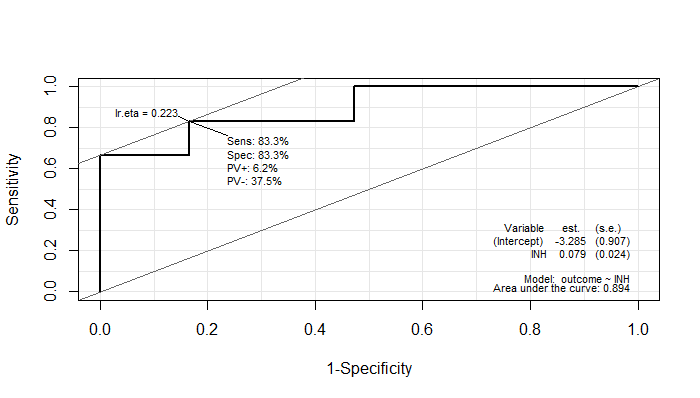 lr.eta = 0.223
Sens: 83.3%
Spec: 83.3%
PV+: 6.2%
PV-: 37.5%
Variable est. (s.e.)
(Intercept) -3.285 (0.907)
INH 0.079 (0.024)
Model: outcome ~ INH
Area under the curve: 0.894
Sensitivity
1.0
0.8
0.6
0.4
0.2
0.0
0.0 0.2 0.4 0.6 0.8 1.0
1-Specificity